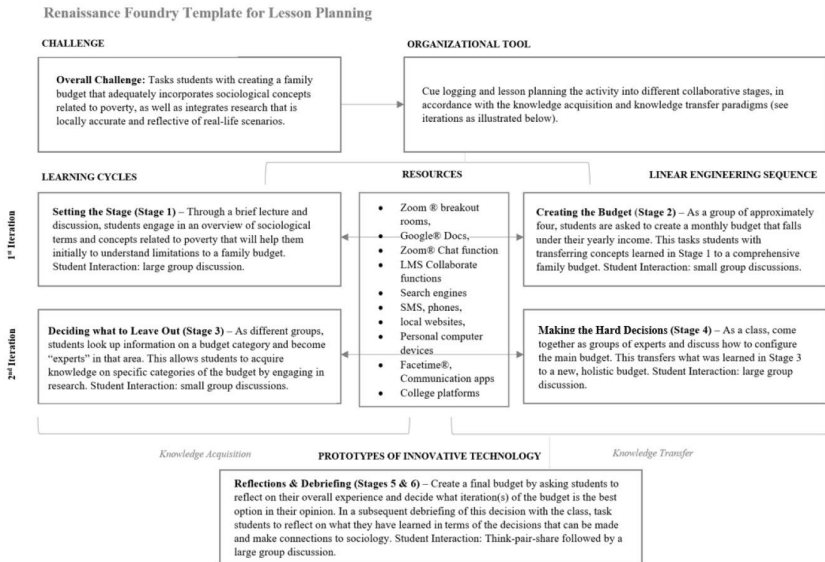 Renaissance Foundry Template for Lesson Planning
CHALLENGE
Overall Challenge: Tasks students with creating a family
budget that adequately incorporates sociological concepts
related to poverty, as well as integrates research that is
locally accurate and reflective of real-life scenarios.
ORGANIZATIONAL TOOL
Cue logging and lesson planning the activity into different collaborative stages, in
accordance with the knowledge acquisition and knowledge transfer paradigms (see
iterations as illustrated below).
LEARNING CYCLES
RESOURCES
LINEAR ENGINEERING SEQUENCE
1st Iteration
Setting the Stage (Stage 1) – Through a brief lecture and
discussion, students engage in an overview of sociological
terms and concepts related to poverty that will help them
initially to understand limitations to a family budget.
Student Interaction: large group discussion.
• Zoom ® breakout
rooms,
• Google® Docs,
• Zoom® Chat function
• LMS Collaborate
functions
• Search engines
• SMS, phones,
• local websites,
• Personal computer
devices
• Facetime®,
Communication apps
• College platforms
Creating the Budget (Stage 2) – As a group of approximately
four, students are asked to create a monthly budget that falls
under their yearly income. This tasks students with
transferring concepts learned in Stage 1 to a comprehensive
family budget. Student Interaction: small group discussions.
2nd Iteration
Deciding what to Leave Out (Stage 3) – As different groups,
students look up information on a budget category and become
“experts” in that area. This allows students to acquire
knowledge on specific categories of the budget by engaging in
research. Student Interaction: small group discussions.
Making the Hard Decisions (Stage 4) – As a class, come
together as groups of experts and discuss how to configure
the main budget. This transfers what was learned in Stage 3
to a new, holistic budget. Student Interaction: large group
discussion.
Knowledge Acquisition
PROTOTYPES OF INNOVATIVE TECHNOLOGY
Knowledge Transfer
Reflections & Debriefing (Stages 5 & 6) – Create a final budget by asking students to
reflect on their overall experience and decide what iteration(s) of the budget is the best
option in their opinion. In a subsequent debriefing of this decision with the class, task
students to reflect on what they have learned in terms of the decisions that can be made
and make connections to sociology. Student Interaction: Think-pair-share followed by a
large group discussion.